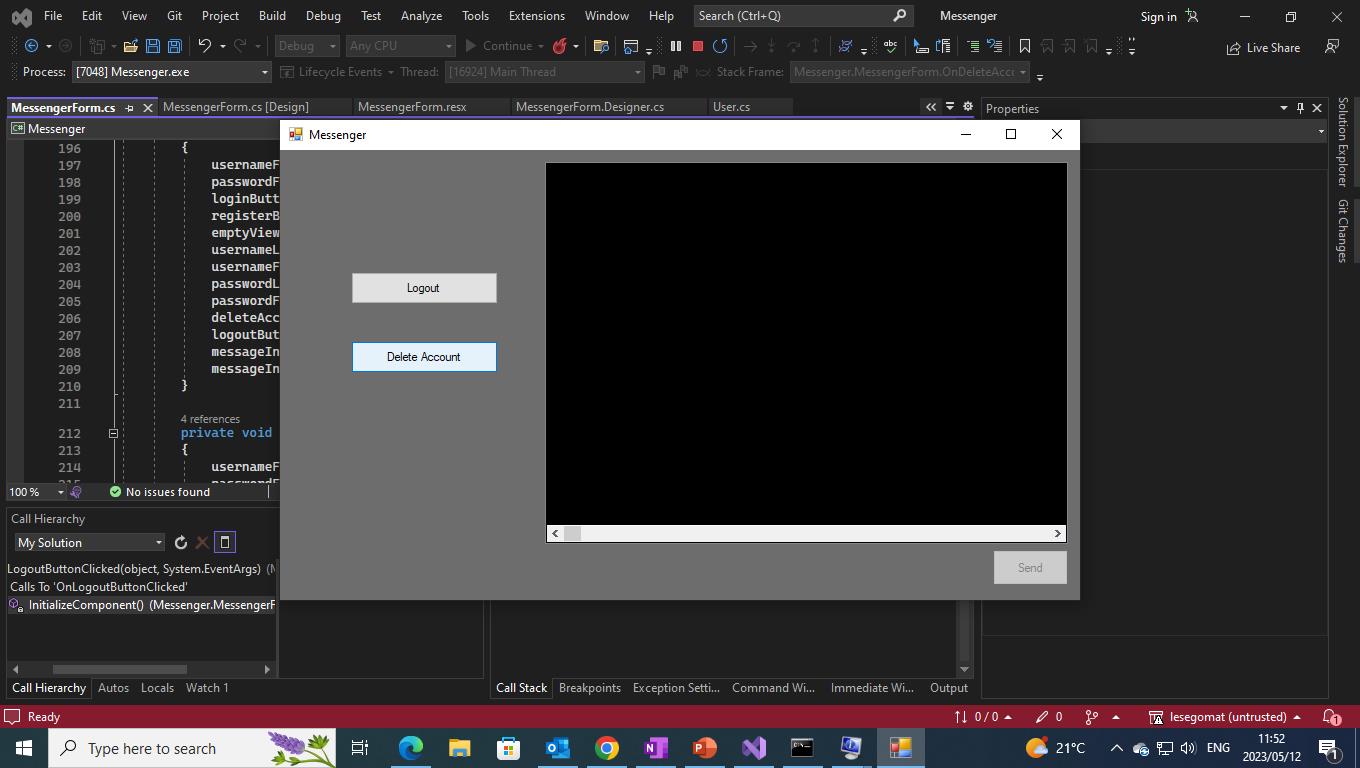 File Edit View Git Project Build Debug Test Analyze Tools Extensions Window Help Search (Ctrl+Q) Messenger Sign in
Debug Any CPU Continue Live Share
Process: [7048] Messenger.exe Lifecycle Events Thread: [16924] Main Thread Stack Frame: Messenger.MessengerForm.OnDeleteAcc
MessengerForm.cs MessengerForm.cs [Design] MessengerForm.resx MessengerForm.Designer.cs User.cs Properties
C# Messenger
Messenger
196 {
197 usernameF
198 passwordF
199 loginButt
200 registerB
201 emptyView
202 usernameL
203 usernameF
204 passwordL
205 passwordF
206 deleteAcc
207 logoutBut
208 messageIn
209 messageIn
210 }
211
4 references
212 private void
213 {
214 usernameF
Logout
Delete Account
Send
Solution Explorer
Git Changes
100 % No issues found
Call Hierarchy
My Solution
LogoutButtonClicked(object, System.EventArgs)
Calls To 'OnLogoutButtonClicked'
InitializeComponent() (Messenger.MessengerF
Call Hierarchy Autos Locals Watch 1 Call Stack Breakpoints Exception Setti... Command Wi... Immediate Wi... Output
Ready 0 / 0 0 lesegomat (untrusted) 1
Type here to search 21°C ENG 11:52
2023/05/12 1